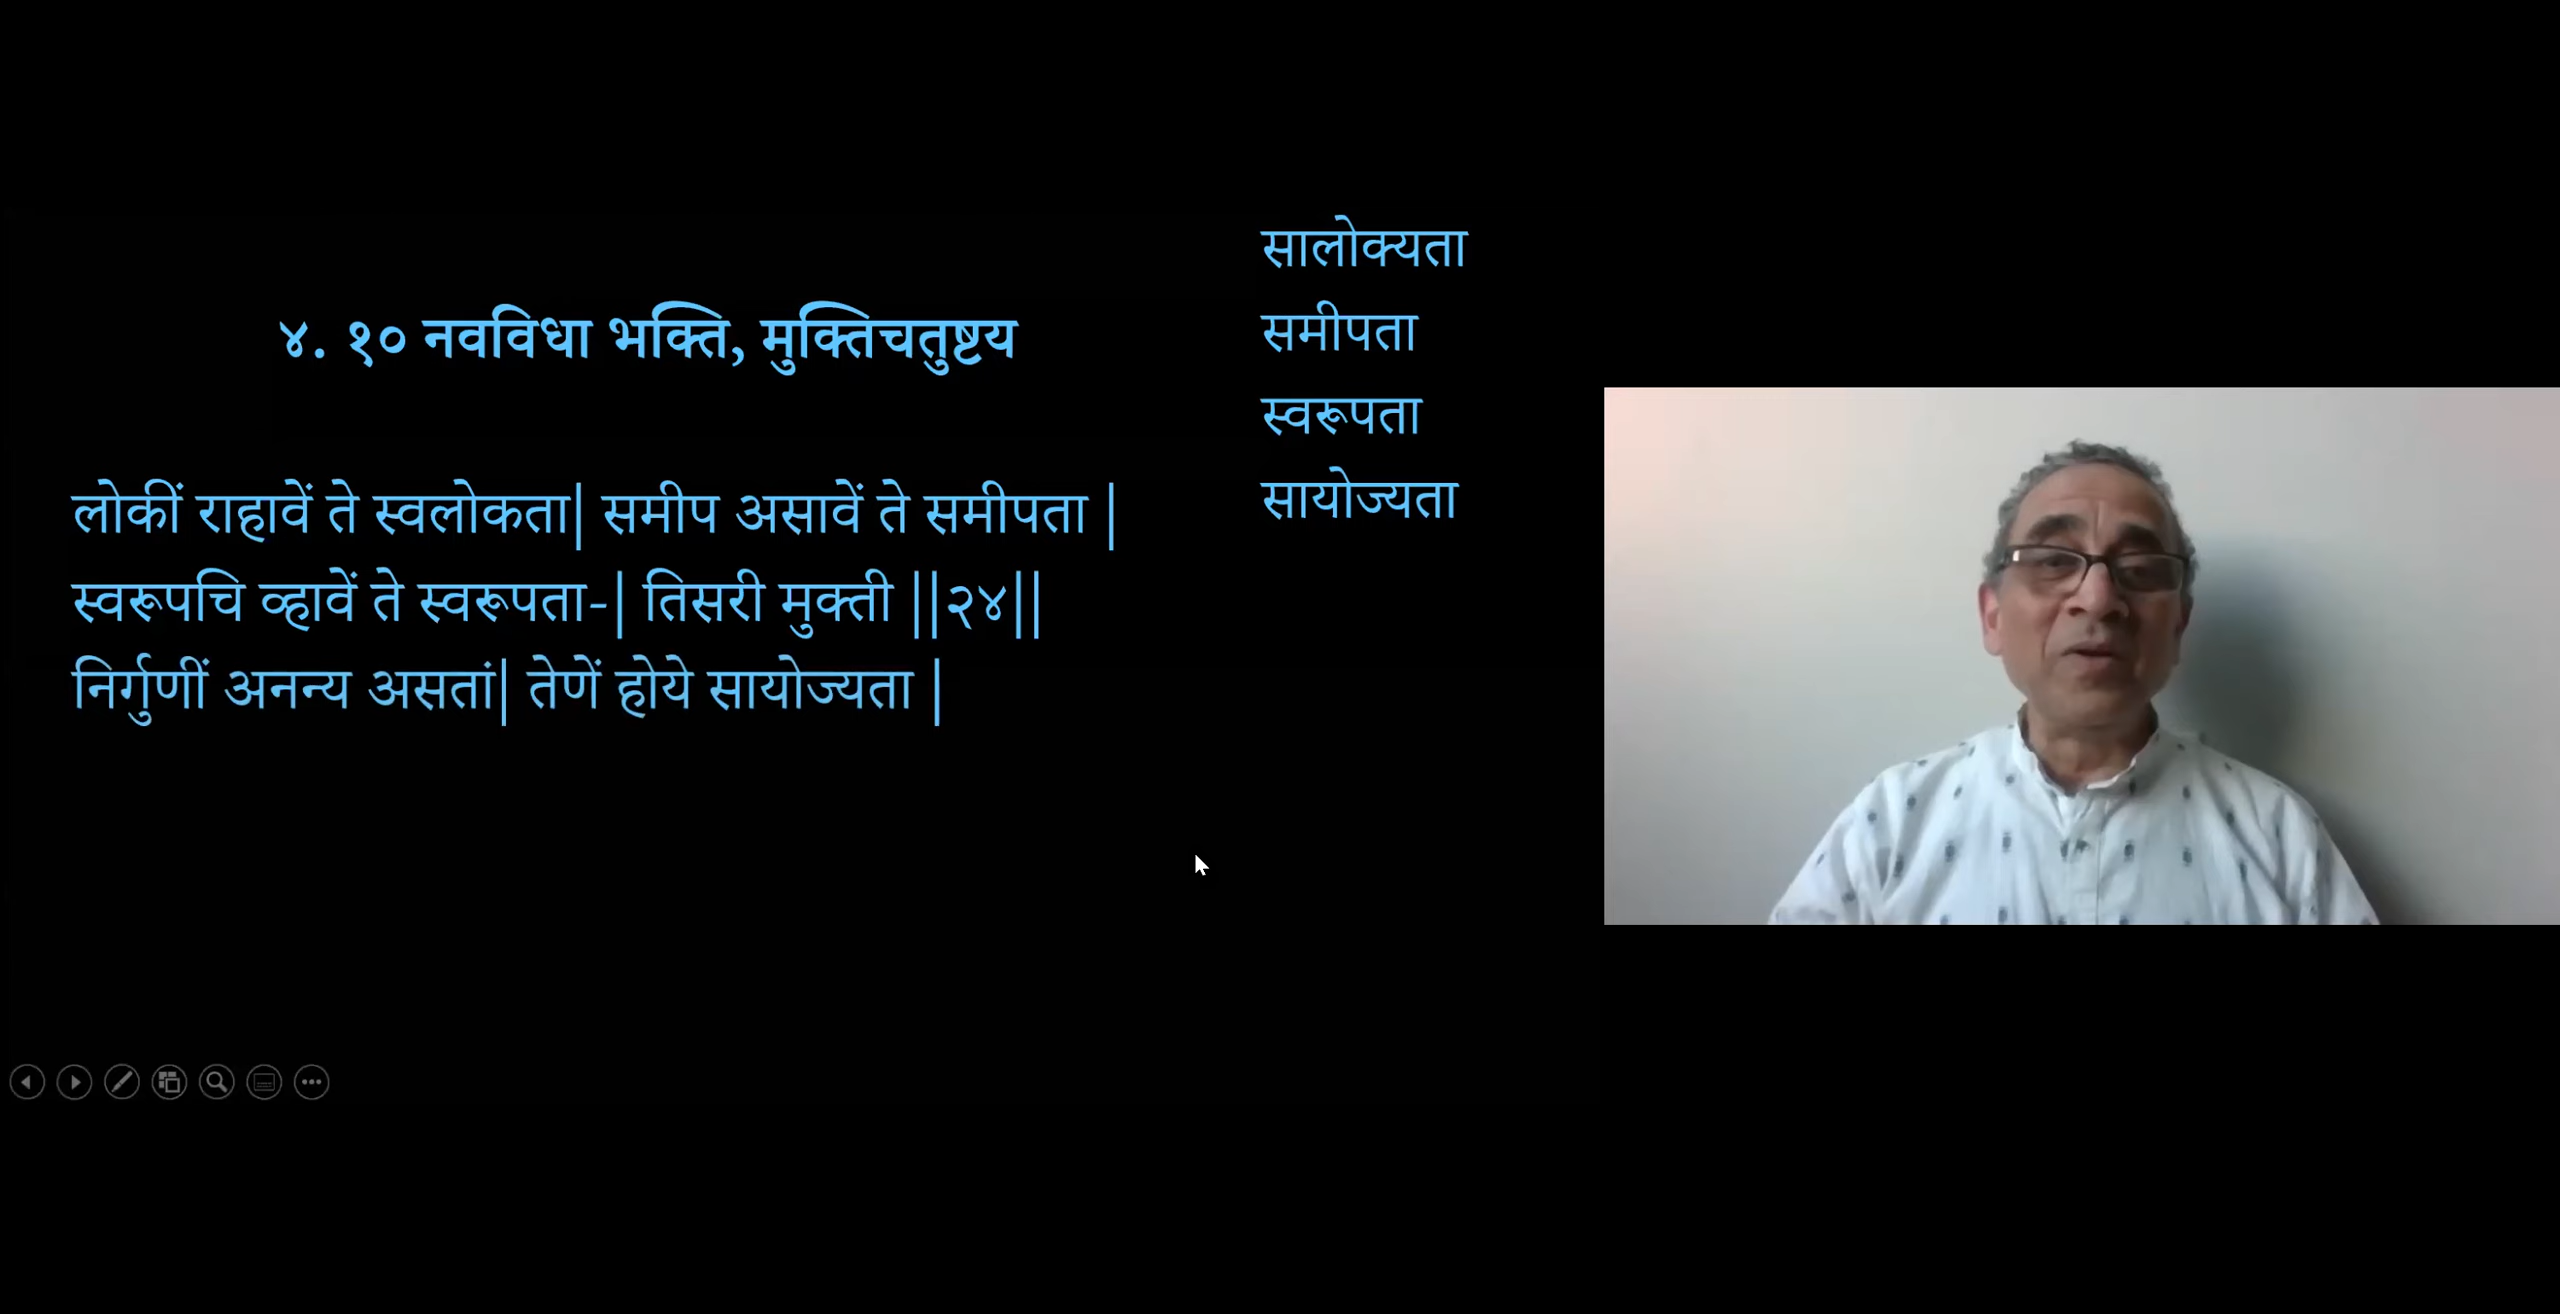 ४. १० नवविधा भक्ति, मुक्तिचतुष्टय
लोकीं राहावें ते स्वलोकता| समीप असावें ते समीपता |
स्वरूपचि व्हावें ते स्वरूपता-| तिसरी मुक्ती ||२४||
निर्गुणीं अनन्य असतां| तेणें होये सायोज्यता |
सालोक्यता
समीपता
स्वरूपता
सायोज्यता